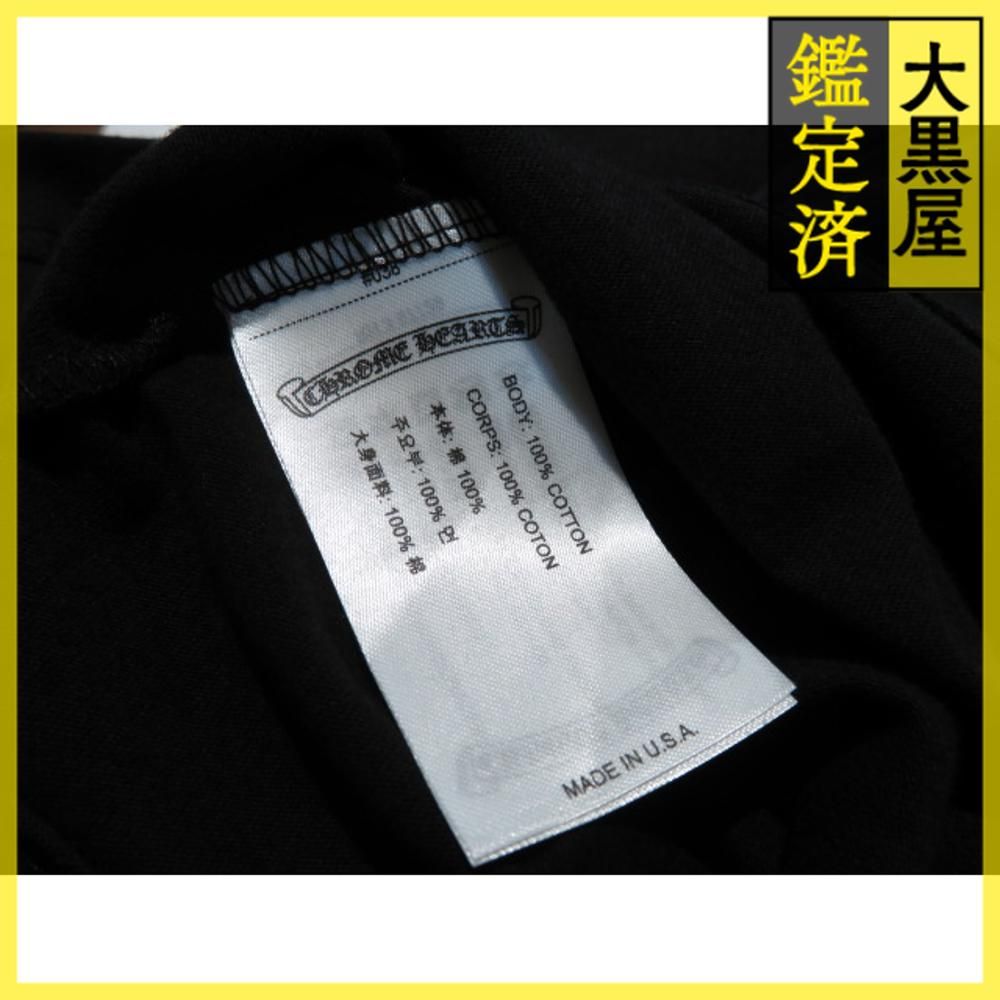 大黒屋
鑑定済
#038
CHROME HEARTS
BODY: 100% COTTON
CORPS: 100% COTON
本体: 棉 100%
주요부: 100% 면
大身面料: 100% 棉
MADE IN U.S.A.